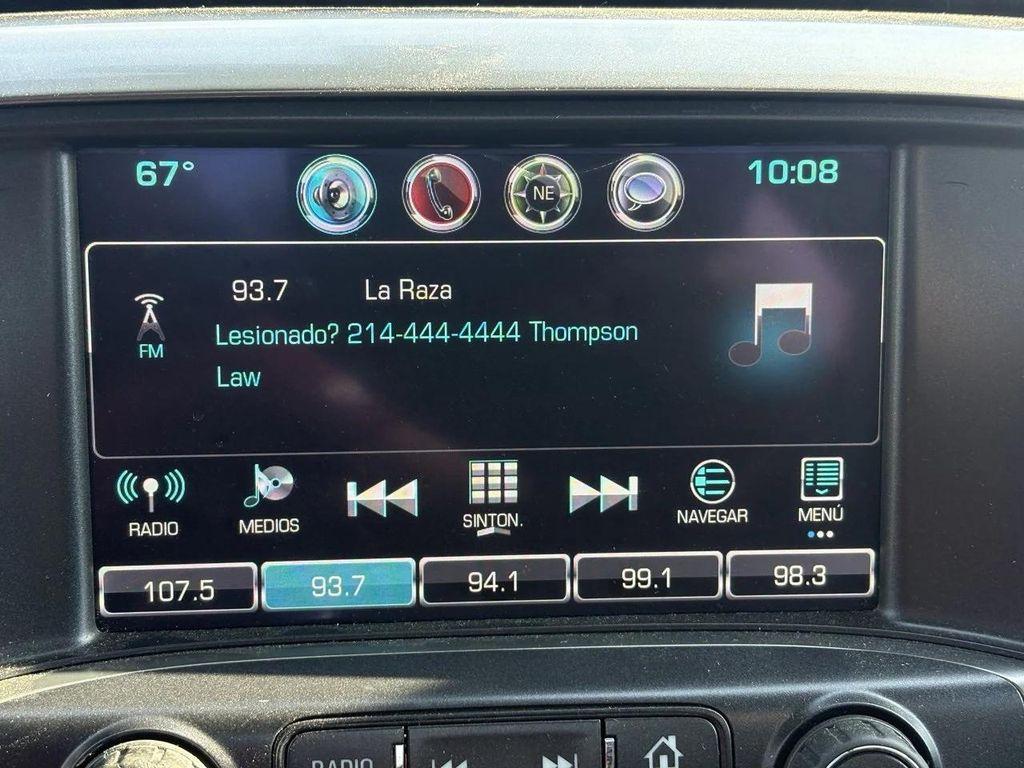 67° NE 10:08
93.7 La Raza
FM
Lesionado? 214-444-4444 Thompson
Law
RADIO MEDIOS SINTON. NAVEGAR MENÚ
107.5 93.7 94.1 99.1 98.3
RADIO